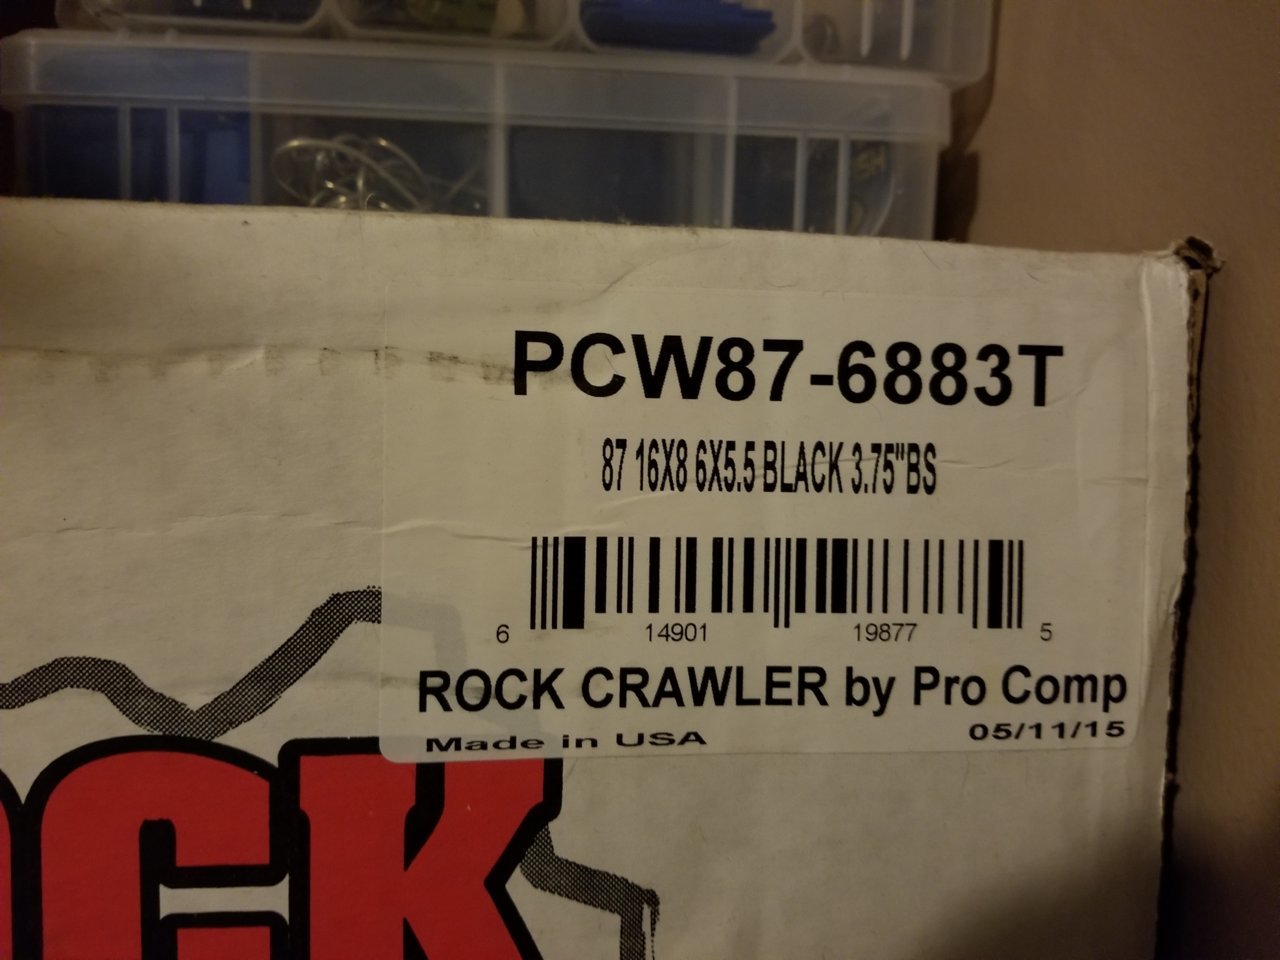 PCW87-6883T
87 16X8 6X5.5 BLACK 3.75"BS
6 14901 19877 5
ROCK CRAWLER by Pro Comp
Made in USA 05/11/15
OCK